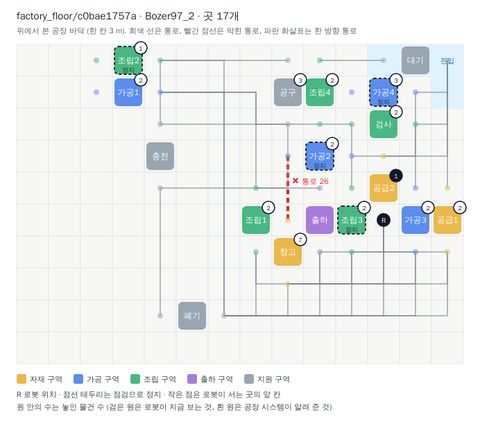 factory_floor/c0bae1757a · Bozer97_2 · 곳 17개
위에서 본 공장 바닥 (한 칸 3 m). 회색 선은 통로, 빨간 점선은 막힌 통로, 빨간 화살표는 한 방향 통로
조립2 1
정지
대기
진입
가공1 2
공구 3
조립4 2
가공4 3
정지
검사 2
충전
가공2 2
정지
✕ 통로 26
공급2 1
조립1 2
출하
조립3 2
정지
R
가공3 2
공급1 2
창고 7
폐기
자재 구역
가공 구역
조립 구역
출하 구역
지원 구역
R 로봇 위치 · 점선 테두리는 점검으로 정지 · 작은 점은 로봇이 서는 곳의 앞 칸
원 안의 수는 놓인 물건 수 (검은 원은 로봇이 지금 보는 것, 흰 원은 공장 시스템이 알려 준 것)